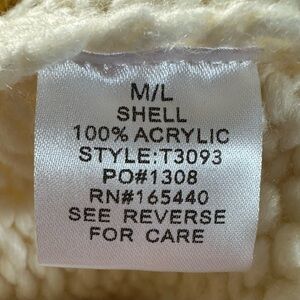 M/L
SHELL
100% ACRYLIC
STYLE:T3093
PO#1308
RN#165440
SEE REVERSE
FOR CARE